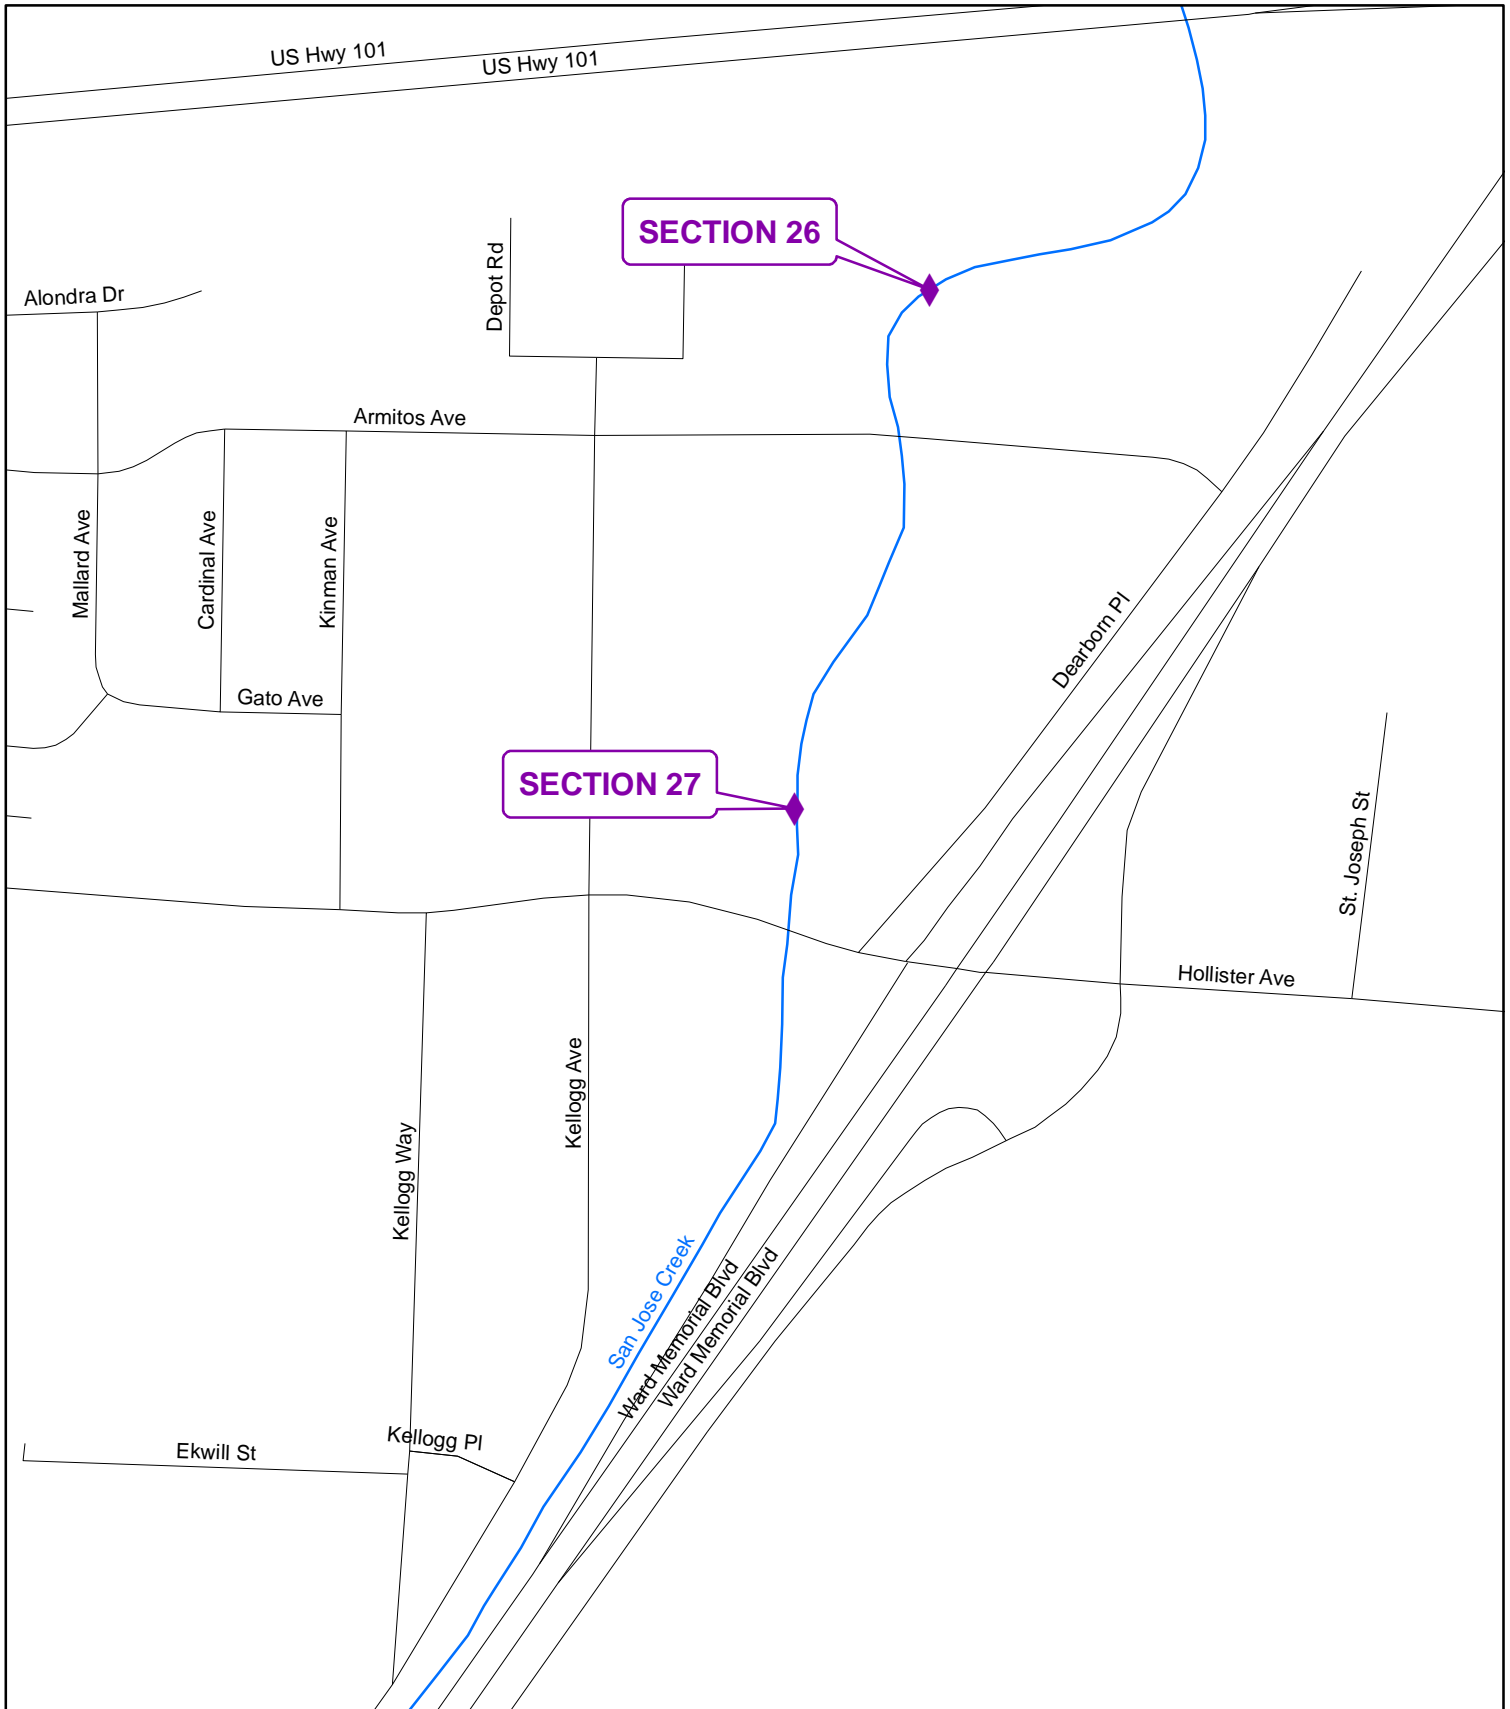 US Hwy 101
US Hwy 101
SECTION 26
Depot Rd
Alondra Dr
Armitos Ave
Mallard Ave
Cardinal Ave
Kinman Ave
Dearborn Pl
Gato Ave
SECTION 27
St. Joseph St
Hollister Ave
Kellogg Ave
Kellogg Way
San Jose Creek
Ward Memorial Blvd
Ward Memorial Blvd
Kellogg Pl
Ekwill St